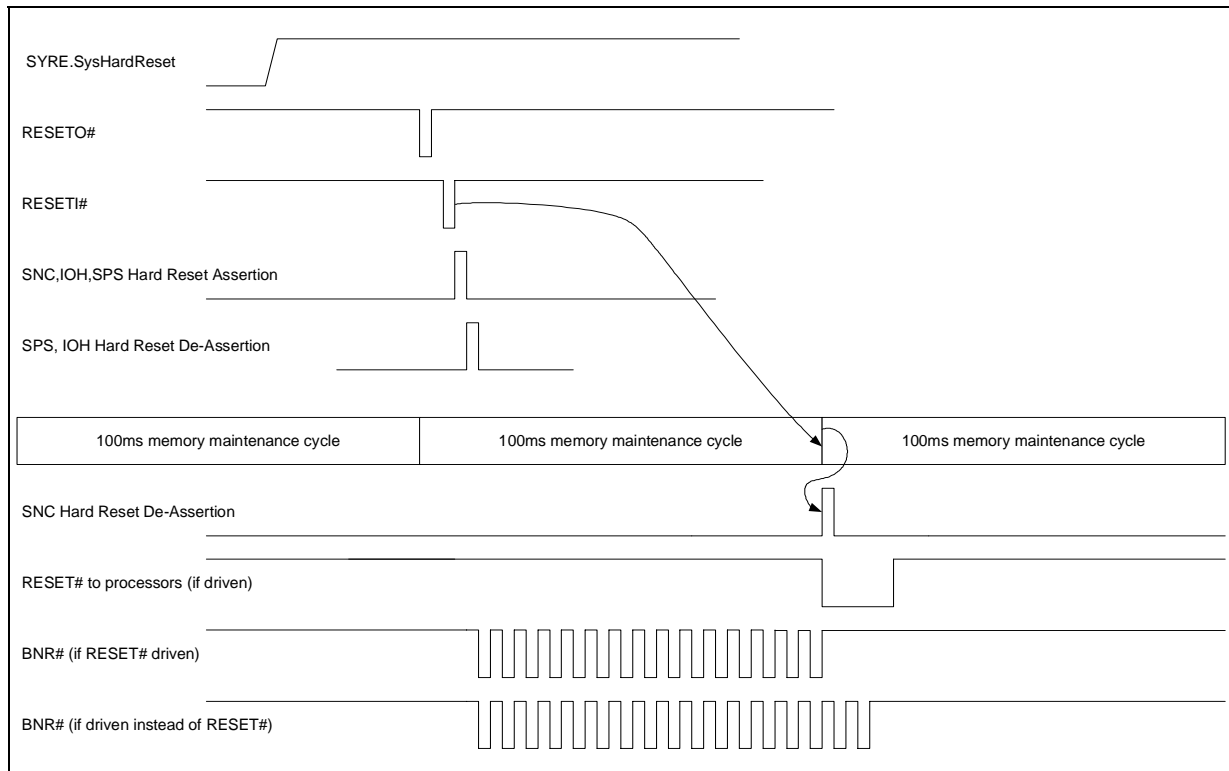 SYRE.SysHardReset
RESETO#
RESETI#
SNC,IOH,SPS Hard Reset Assertion
SPS, IOH Hard Reset De-Assertion
100ms memory maintenance cycle
100ms memory maintenance cycle
100ms memory maintenance cycle
SNC Hard Reset De-Assertion
RESET# to processors (if driven)
BNR# (if RESET# driven)
BNR# (if driven instead of RESET#)